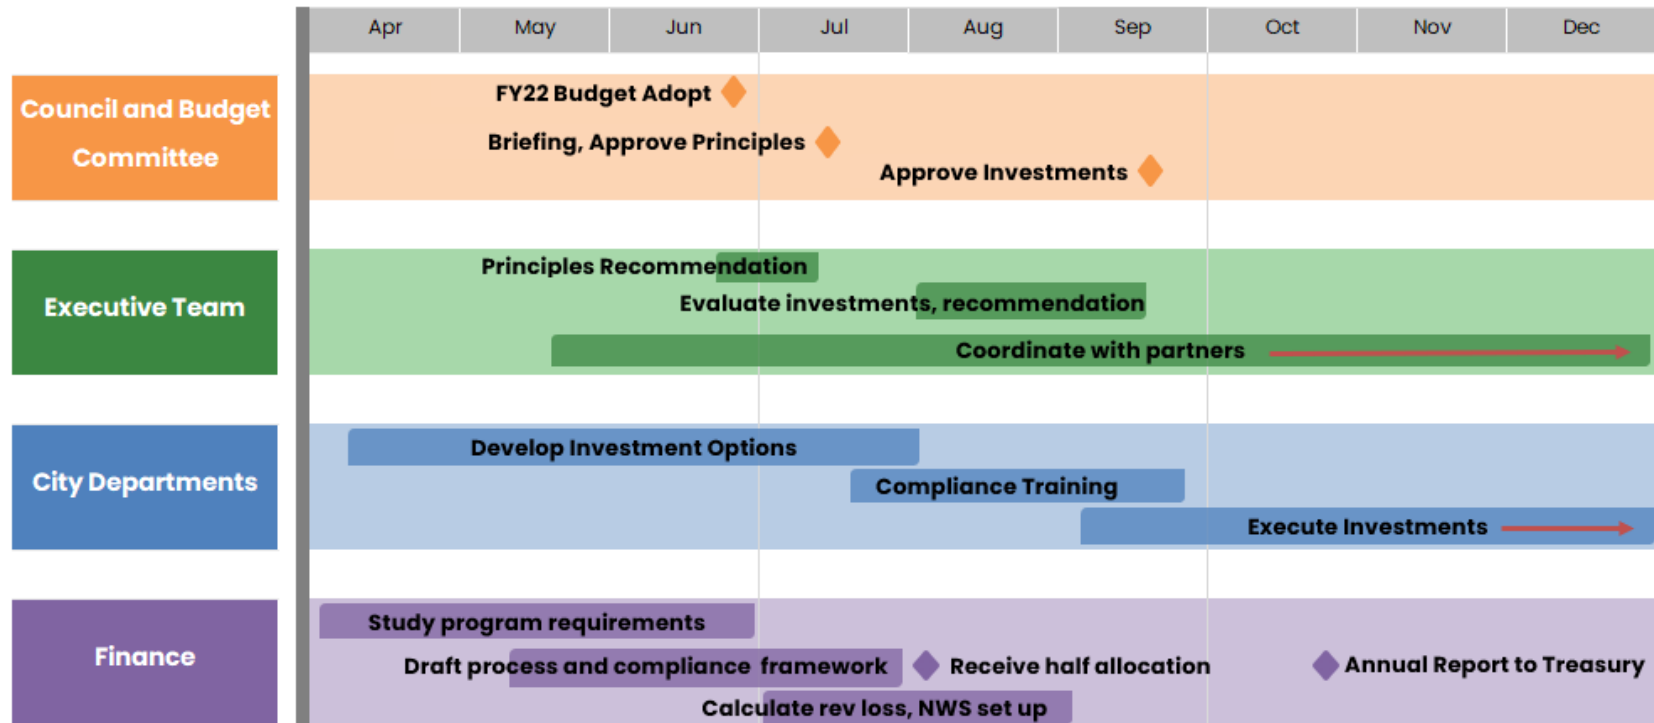 Apr May Jun Jul Aug Sep Oct Nov Dec
Council and Budget
Committee
FY22 Budget Adopt
Briefing, Approve Principles
Approve Investments
Executive Team
Principles Recommendation
Evaluate investments, recommendation
Coordinate with partners
City Departments
Develop Investment Options
Compliance Training
Execute Investments
Finance
Study program requirements
Draft process and compliance framework
Receive half allocation
Annual Report to Treasury
Calculate rev loss, NWS set up